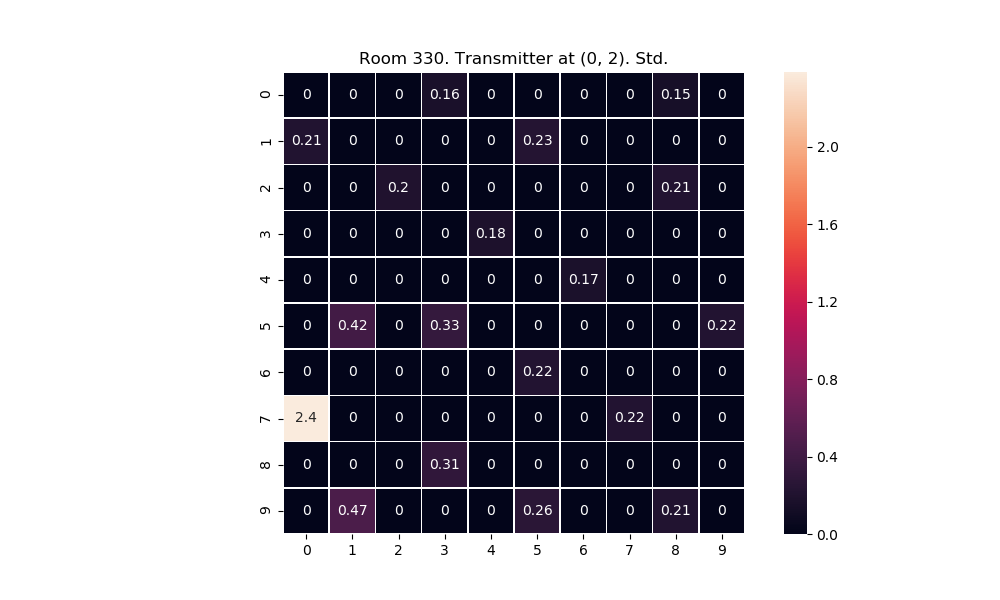 Room 330. Transmitter at (0, 2). Std.
0 0 0 0 0.16 0 0 0 0 0.15 0
1 0.21 0 0 0 0 0.23 0 0 0 0
2 0 0 0.2 0 0 0 0 0 0.21 0
3 0 0 0 0 0.18 0 0 0 0 0
4 0 0 0 0 0 0 0.17 0 0 0
5 0 0.42 0 0.33 0 0 0 0 0 0.22
6 0 0 0 0 0 0.22 0 0 0 0
7 2.4 0 0 0 0 0 0 0.22 0 0
8 0 0 0 0.31 0 0 0 0 0 0
9 0 0.47 0 0 0 0.26 0 0 0.21 0
0 1 2 3 4 5 6 7 8 9
2.0
1.6
1.2
0.8
0.4
0.0